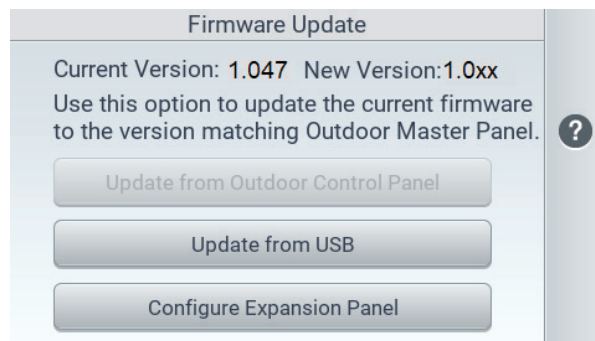 Firmware Update
Current Version: 1.047 New Version:1.0xx
Use this option to update the current firmware
to the version matching Outdoor Master Panel.
?
Update from Outdoor Control Panel
Update from USB
Configure Expansion Panel